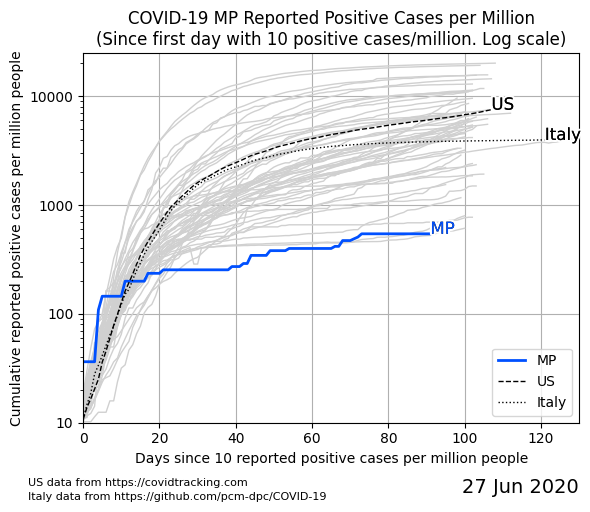 COVID-19 MP Reported Positive Cases per Million
(Since first day with 10 positive cases/million. Log scale)
Cumulative reported positive cases per million people
10000
1000
100
10
US
Italy
MP
MP
US
Italy
0 20 40 60 80 100 120
Days since 10 reported positive cases per million people
US data from https://covidtracking.com
Italy data from https://github.com/pcm-dpc/COVID-19
27 Jun 2020